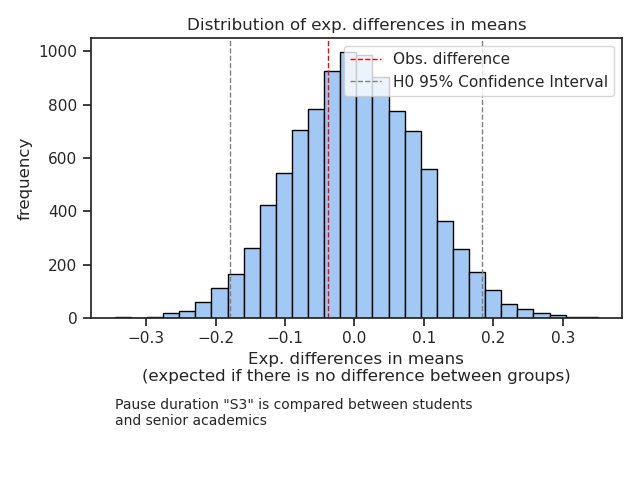 Distribution of exp. differences in means
Obs. difference
H0 95% Confidence Interval
1000
800
600
400
200
0
frequency
−0.3 −0.2 −0.1 0.0 0.1 0.2 0.3
Exp. differences in means
(expected if there is no difference between groups)
Pause duration "S3" is compared between students
and senior academics